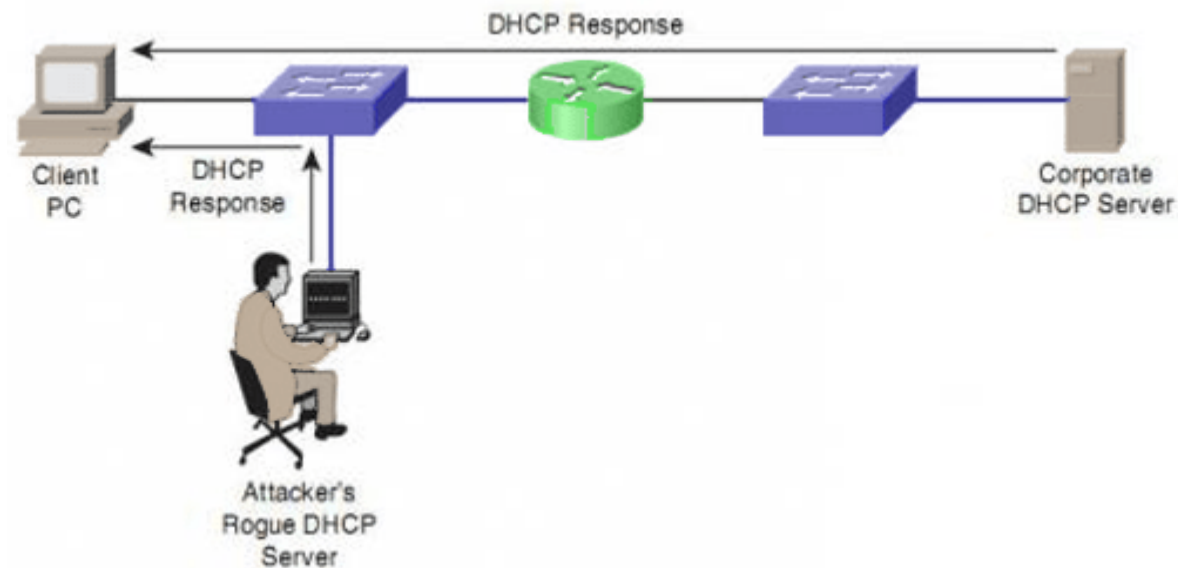 DHCP Response
Client
PC
DHCP
Response
Corporate
DHCP Server
Attacker's
Rogue DHCP
Server